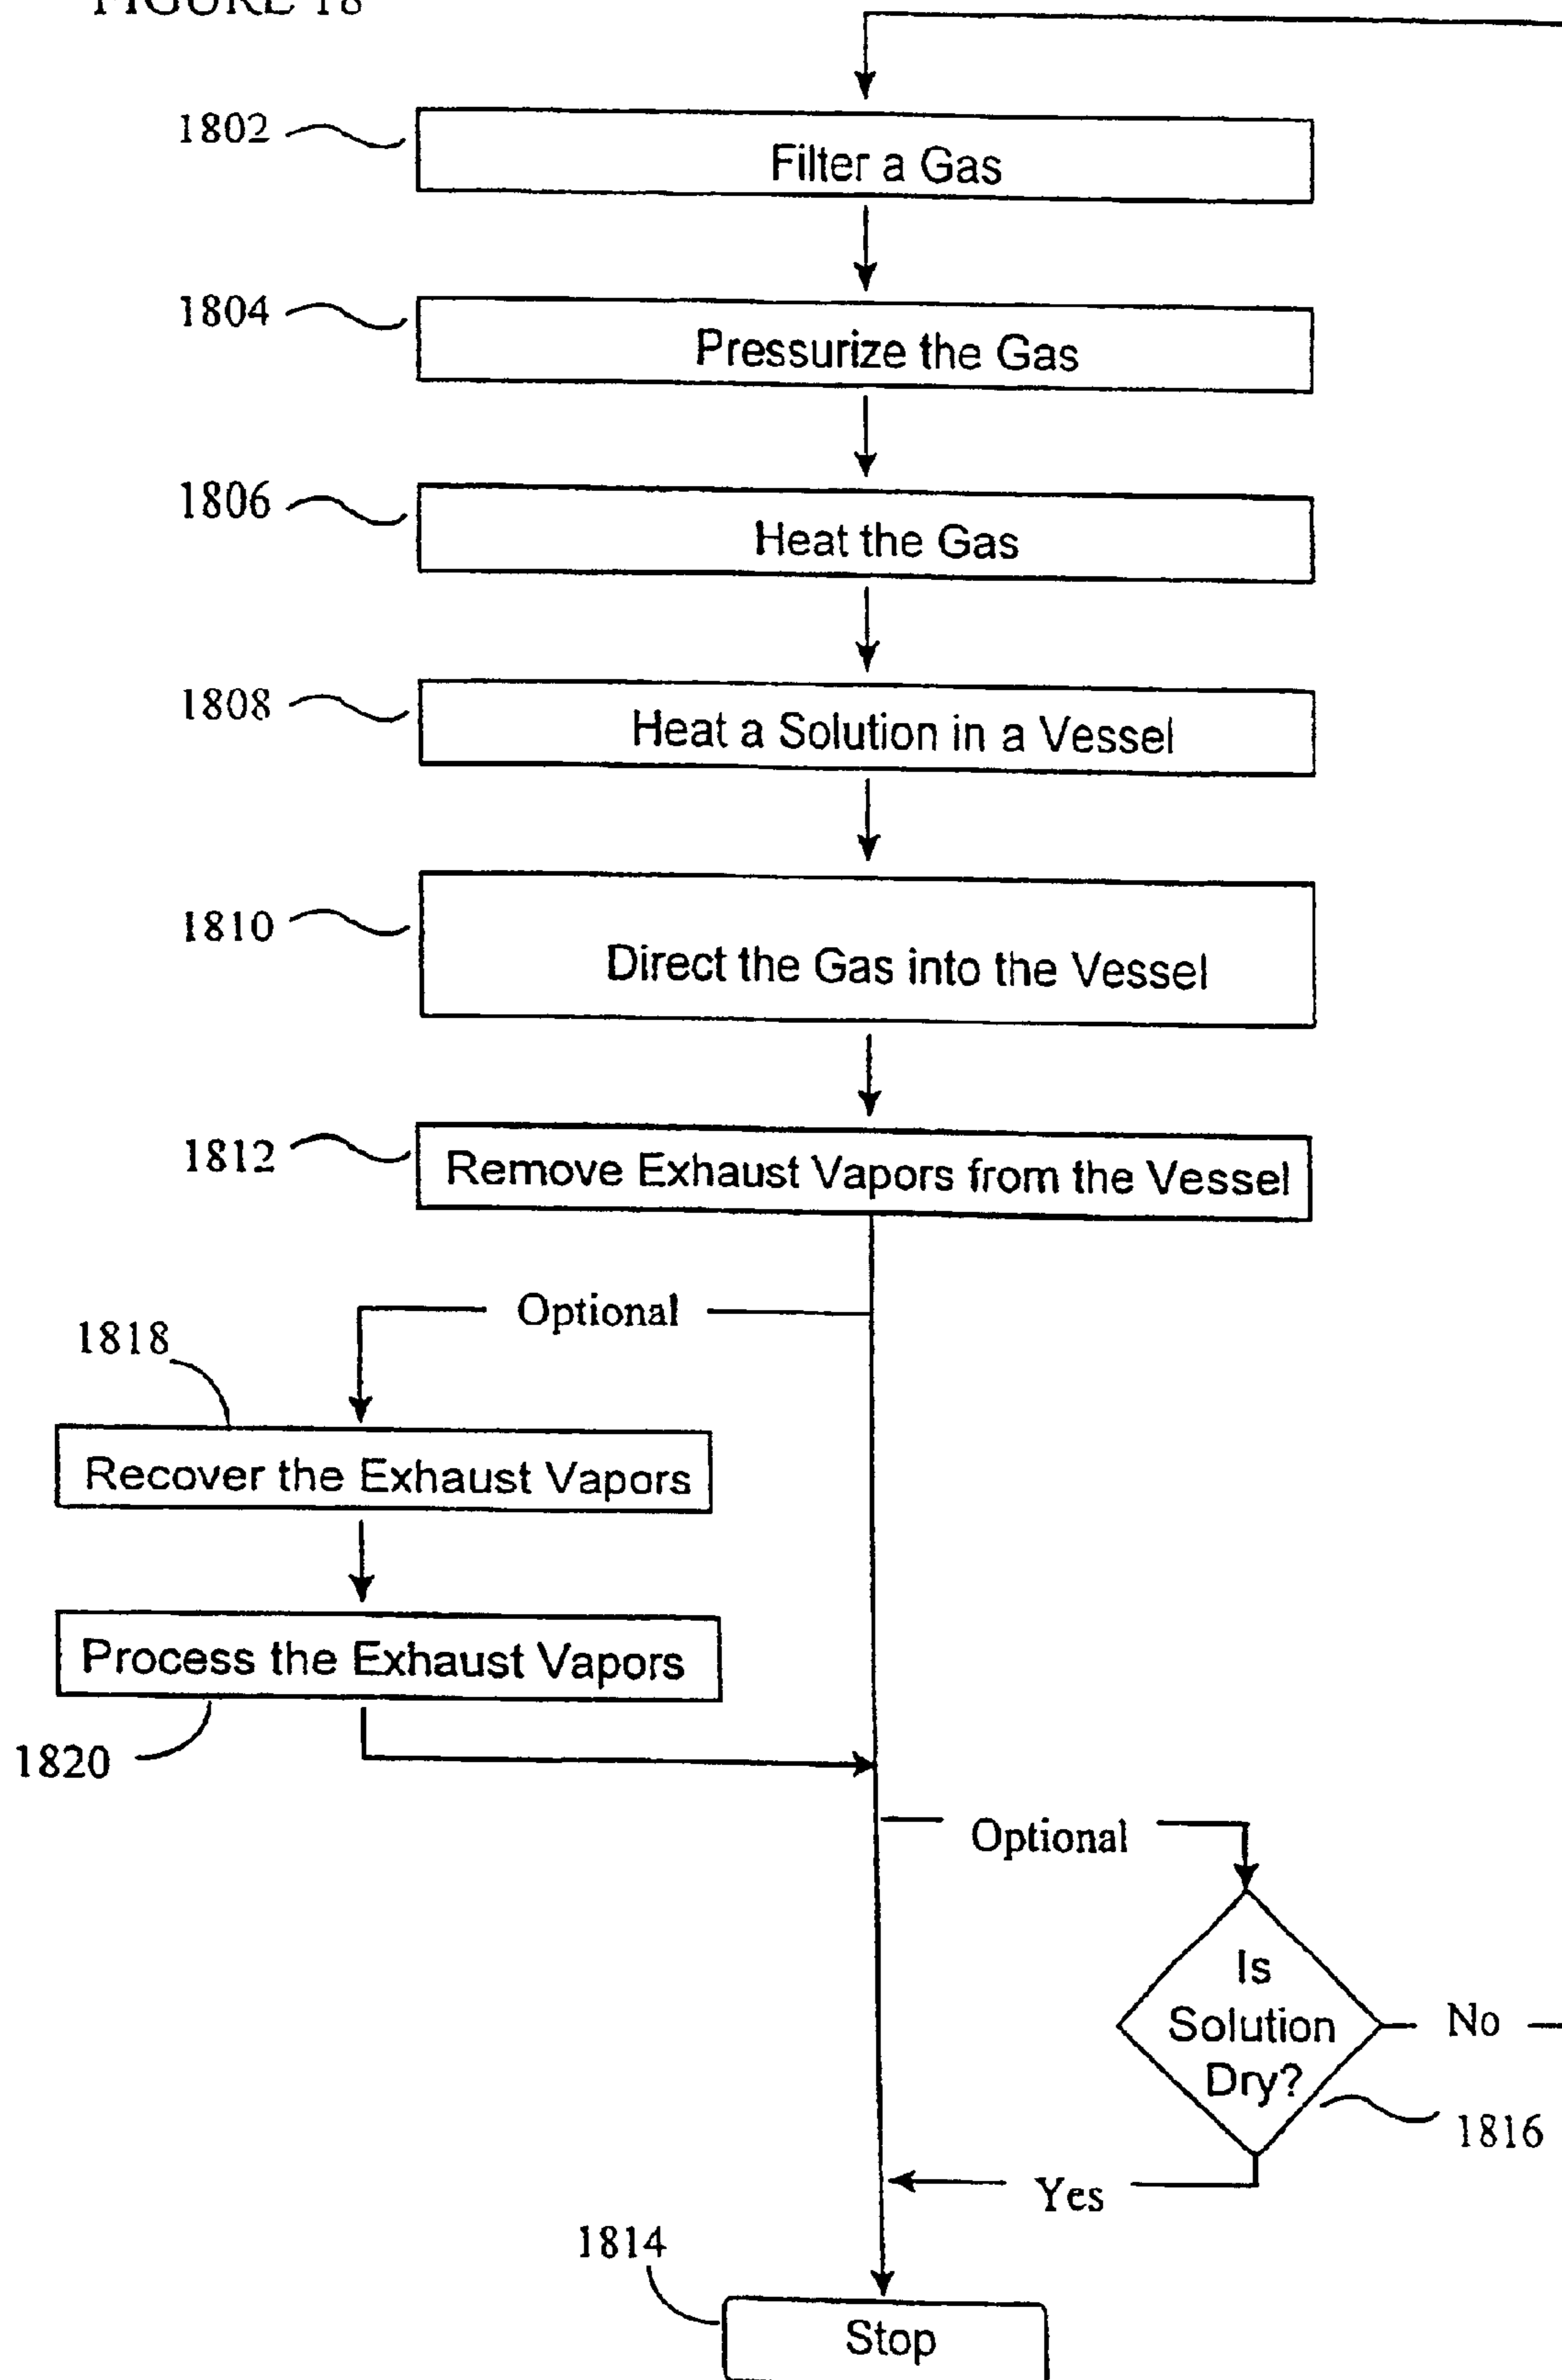 FIGURE 18
1802
Filter a Gas
1804
Pressurize the Gas
1806
Heat the Gas
1808
Heat a Solution in a Vessel
1810
Direct the Gas into the Vessel
1812
Remove Exhaust Vapors from the Vessel
Optional
1818
Recover the Exhaust Vapors
Process the Exhaust Vapors
1820
Optional
Is
Solution
Dry?
No
1816
Yes
1814
Stop